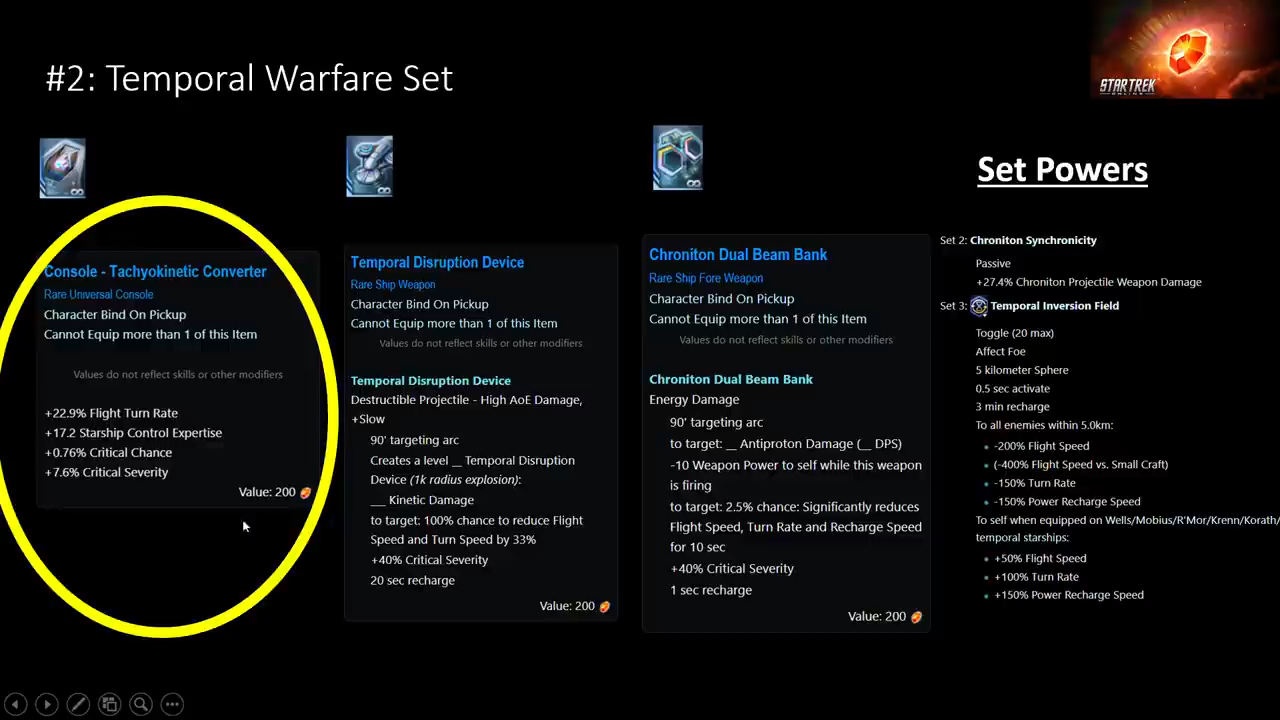 #2: Temporal Warfare Set
STAR TREK
ONLINE
Console - Tachyokinetic Converter
Rare Universal Console
Character Bind On Pickup
Cannot Equip more than 1 of this Item
Values do not reflect skills or other modifiers
+22.9% Flight Turn Rate
+17.2 Starship Control Expertise
+0.76% Critical Chance
+7.6% Critical Severity
Value: 200
Temporal Disruption Device
Rare Ship Weapon
Character Bind On Pickup
Cannot Equip more than 1 of this Item
Values do not reflect skills or other modifiers
Temporal Disruption Device
Destructible Projectile - High AoE Damage,
+Slow
90' targeting arc
Creates a level __ Temporal Disruption
Device (1k radius explosion):
___ Kinetic Damage
to target: 100% chance to reduce Flight
Speed and Turn Speed by 33%
+40% Critical Severity
20 sec recharge
Value: 200
Chroniton Dual Beam Bank
Rare Ship Fore Weapon
Character Bind On Pickup
Cannot Equip more than 1 of this Item
Values do not reflect skills or other modifiers
Chroniton Dual Beam Bank
Energy Damage
90' targeting arc
to target: __ Antiproton Damage (__ DPS)
-10 Weapon Power to self while this weapon
is firing
to target: 2.5% chance: Significantly reduces
Flight Speed, Turn Rate and Recharge Speed
for 10 sec
+40% Critical Severity
1 sec recharge
Value: 200
Set Powers
Set 2: Chroniton Synchronicity
Passive
+27.4% Chroniton Projectile Weapon Damage
Set 3: Temporal Inversion Field
Toggle (20 max)
Affect Foe
5 kilometer Sphere
0.5 sec activate
3 min recharge
To all enemies within 5.0km:
-200% Flight Speed
(-400% Flight Speed vs. Small Craft)
-150% Turn Rate
-150% Power Recharge Speed
To self when equipped on Wells/Mobius/R'Mor/Krenn/Korath/
temporal starships:
+50% Flight Speed
+100% Turn Rate
+150% Power Recharge Speed